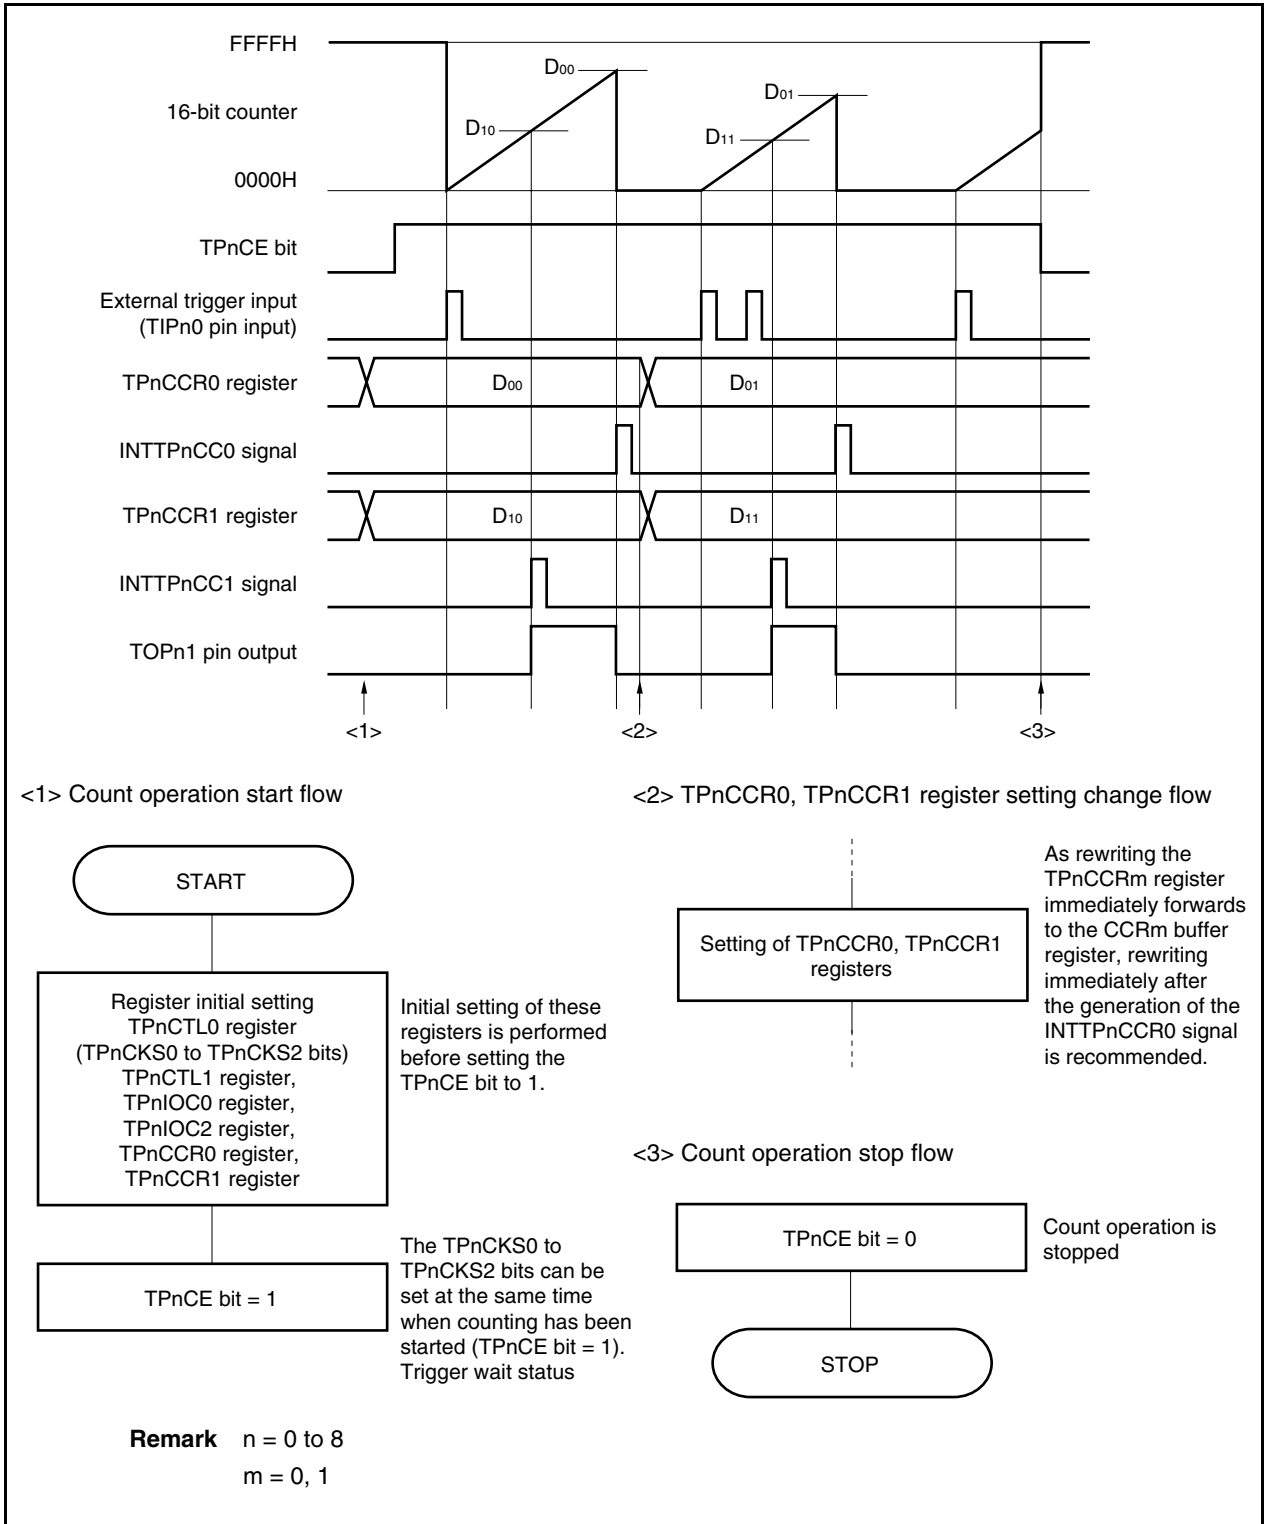 FFFFH
D00
D01
16-bit counter
D10
D11
0000H
TPnCE bit
External trigger input
(TIPn0 pin input)
TPnCCR0 register
D00
D01
INTTPnCC0 signal
TPnCCR1 register
D10
D11
INTTPnCC1 signal
TOPn1 pin output
<1>
<2>
<3>
<1> Count operation start flow
START
Register initial setting
TPnCTL0 register
(TPnCKS0 to TPnCKS2 bits)
TPnCTL1 register,
TPnIOC0 register,
TPnIOC2 register,
TPnCCR0 register,
TPnCCR1 register
Initial setting of these
registers is performed
before setting the
TPnCE bit to 1.
TPnCE bit = 1
The TPnCKS0 to
TPnCKS2 bits can be
set at the same time
when counting has been
started (TPnCE bit = 1).
Trigger wait status
<2> TPnCCR0, TPnCCR1 register setting change flow
Setting of TPnCCR0, TPnCCR1
registers
As rewriting the
TPnCCRm register
immediately forwards
to the CCRm buffer
register, rewriting
immediately after
the generation of the
INTTPnCCR0 signal
is recommended.
<3> Count operation stop flow
TPnCE bit = 0
Count operation is
stopped
STOP
Remark n = 0 to 8
m = 0, 1